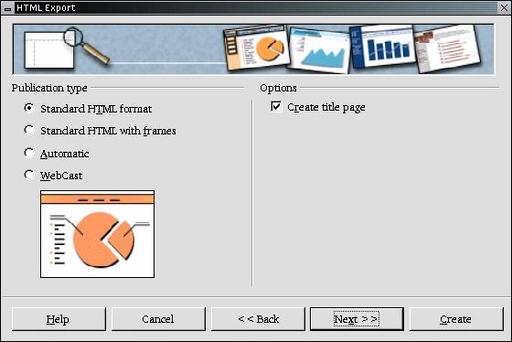 HTML Export
Publication type
Standard HTML format
Standard HTML with frames
Automatic
WebCast
Options
Create title page
Help
Cancel
<< Back
Next >>
Create